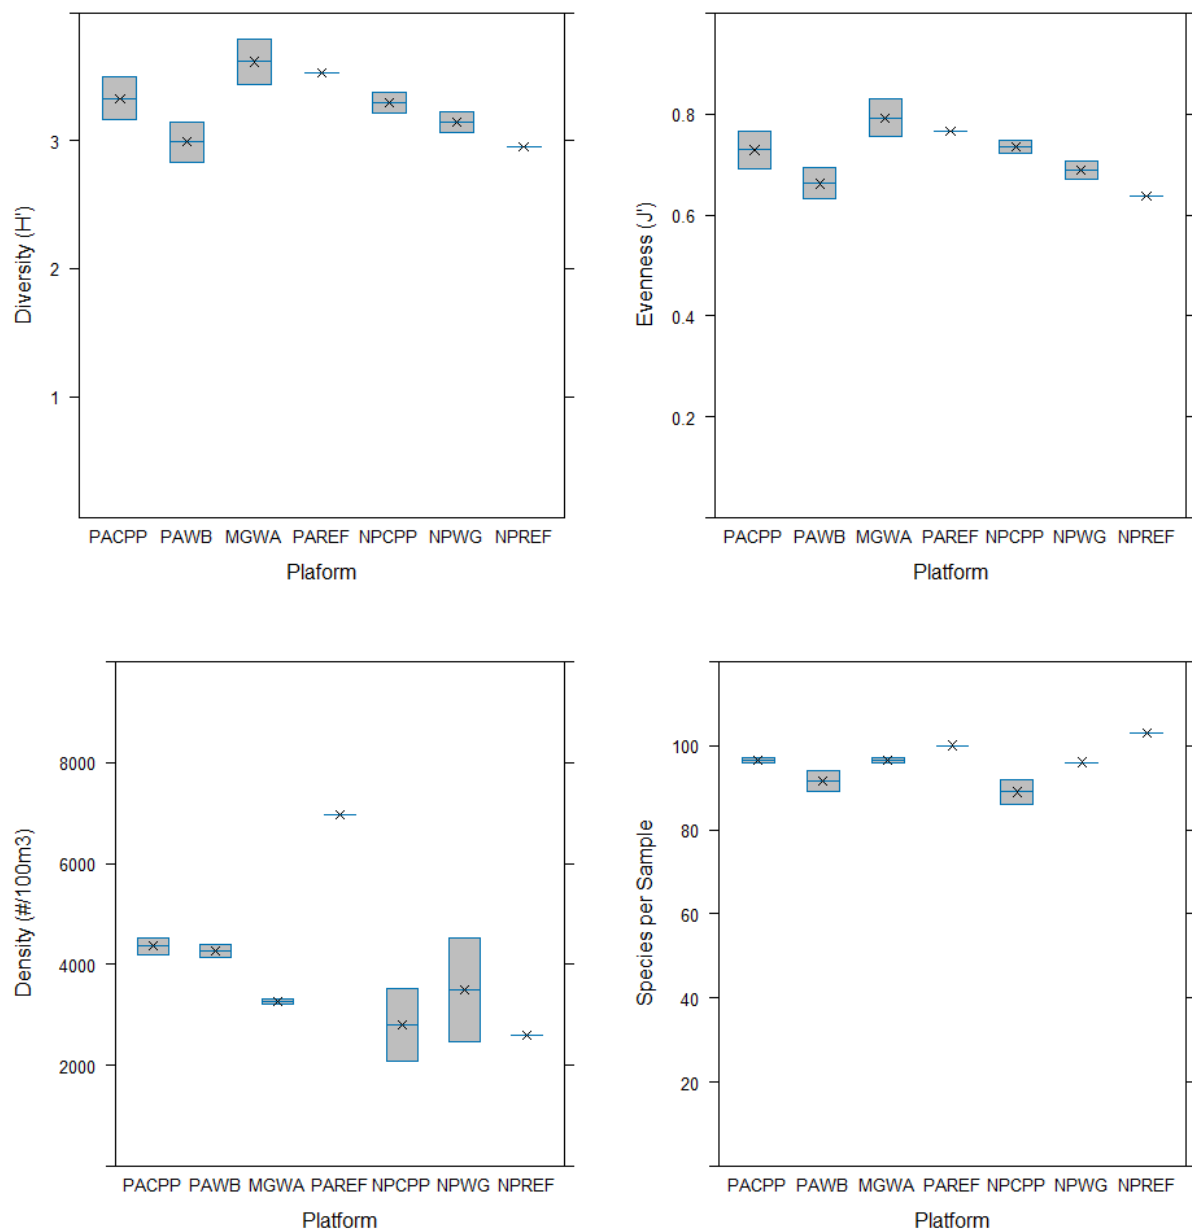 Diversity (H')
3
2
1
PACPP PAWB MGWA PAREF NPCPP NPWG NPREF
Plaform
Evenness (J')
0.8
0.6
0.4
0.2
PACPP PAWB MGWA PAREF NPCPP NPWG NPREF
Platform
Density (#/100m3)
8000
6000
4000
2000
PACPP PAWB MGWA PAREF NPCPP NPWG NPREF
Platform
Species per Sample
100
80
60
40
20
PACPP PAWB MGWA PAREF NPCPP NPWG NPREF
Platform